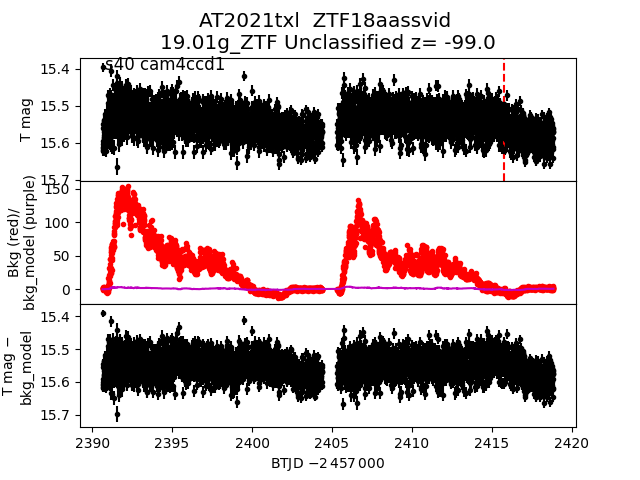 AT2021txl  ZTF18aassvid
19.01g_ZTF Unclassified z= -99.0
s40 cam4ccd1
15.4
15.5
15.6
15.7
T mag
150
100
50
0
Bkg (red)/
bkg_model (purple)
15.4
15.5
15.6
15.7
T mag −
bkg_model
2390 2395 2400 2405 2410 2415 2420
BTJD −2 457 000